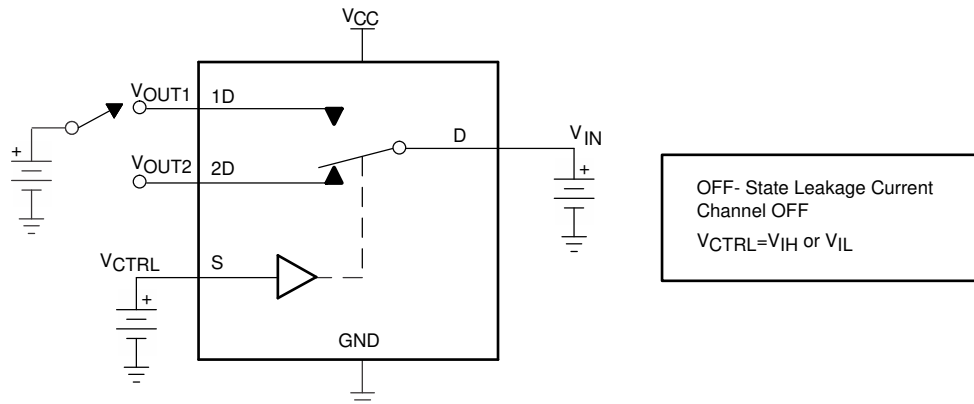 VCC
VOUT1 1D
D VIN
+
VOUT2 2D
+
VCTRL S
+
GND
OFF- State Leakage Current
Channel OFF
VCTRL=VIH or VIL